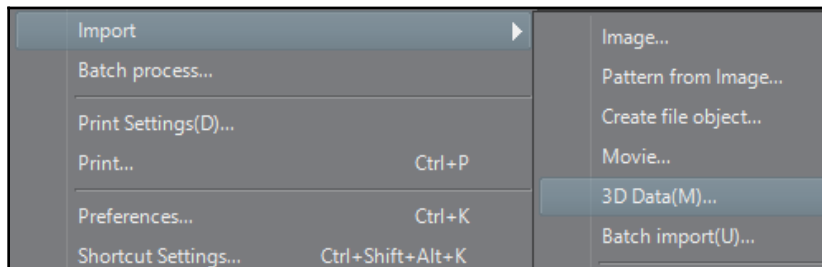 Import
Batch process...
Print Settings(D)...
Print... Ctrl+P
Preferences... Ctrl+K
Shortcut Settings... Ctrl+Shift+Alt+K
Image...
Pattern from Image...
Create file object...
Movie...
3D Data(M)...
Batch import(U)...